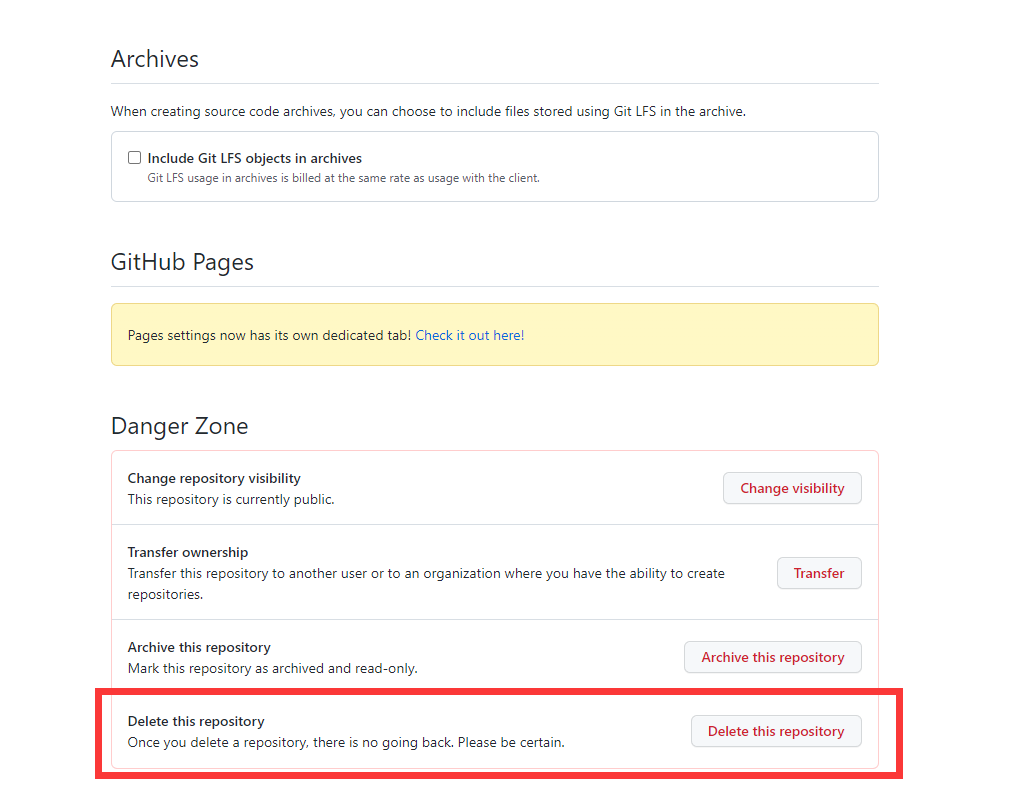 Archives
When creating source code archives, you can choose to include files stored using Git LFS in the archive.
Include Git LFS objects in archives
Git LFS usage in archives is billed at the same rate as usage with the client.
GitHub Pages
Pages settings now has its own dedicated tab! Check it out here!
Danger Zone
Change repository visibility
This repository is currently public.
Change visibility
Transfer ownership
Transfer this repository to another user or to an organization where you have the ability to create
repositories.
Transfer
Archive this repository
Mark this repository as archived and read-only.
Archive this repository
Delete this repository
Once you delete a repository, there is no going back. Please be certain.
Delete this repository